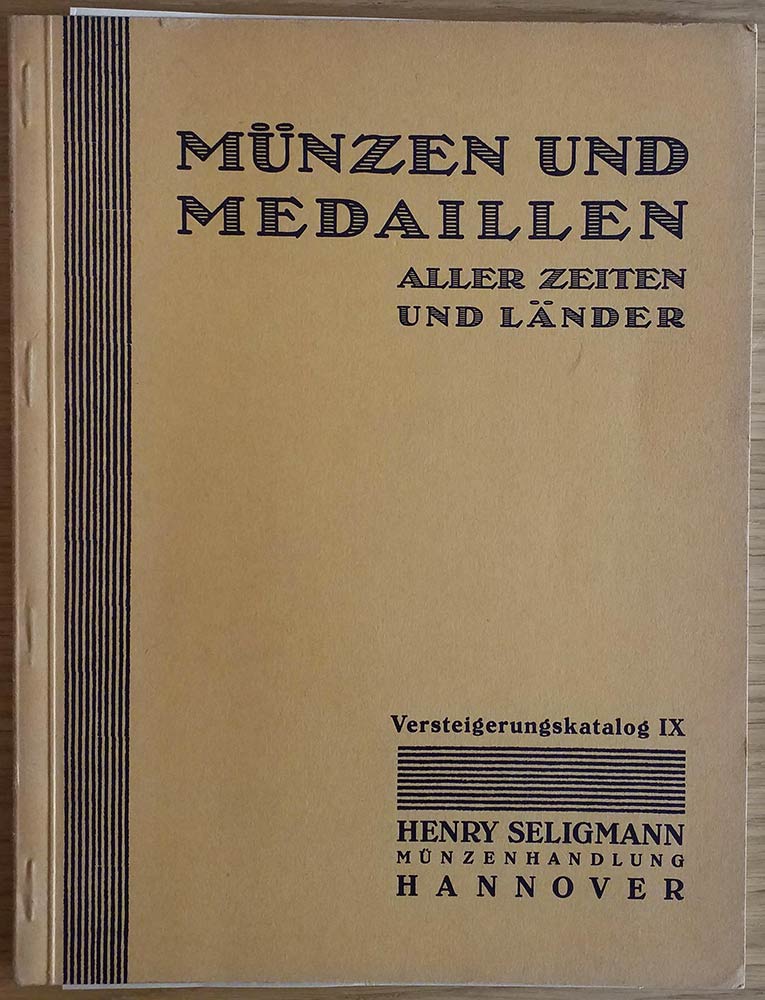 MÜNZEN UND
MEDAILLEN
ALLER ZEITEN
UND LÄNDER
Versteigerungskatalog IX
HENRY SELIGMANN
MÜNZENHANDLUNG
HANNOVER